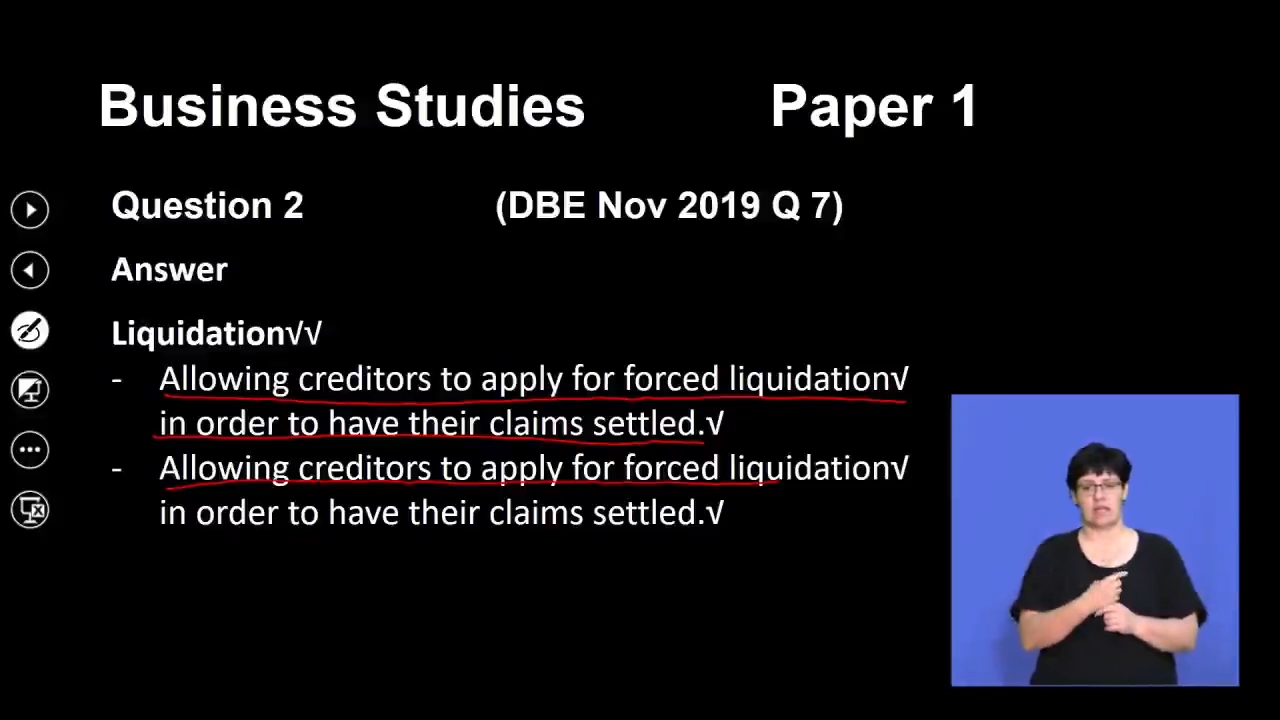 Business Studies Paper 1
Question 2 (DBE Nov 2019 Q 7)
Answer
Liquidation√√
- Allowing creditors to apply for forced liquidation√
in order to have their claims settled.√
- Allowing creditors to apply for forced liquidation√
in order to have their claims settled.√